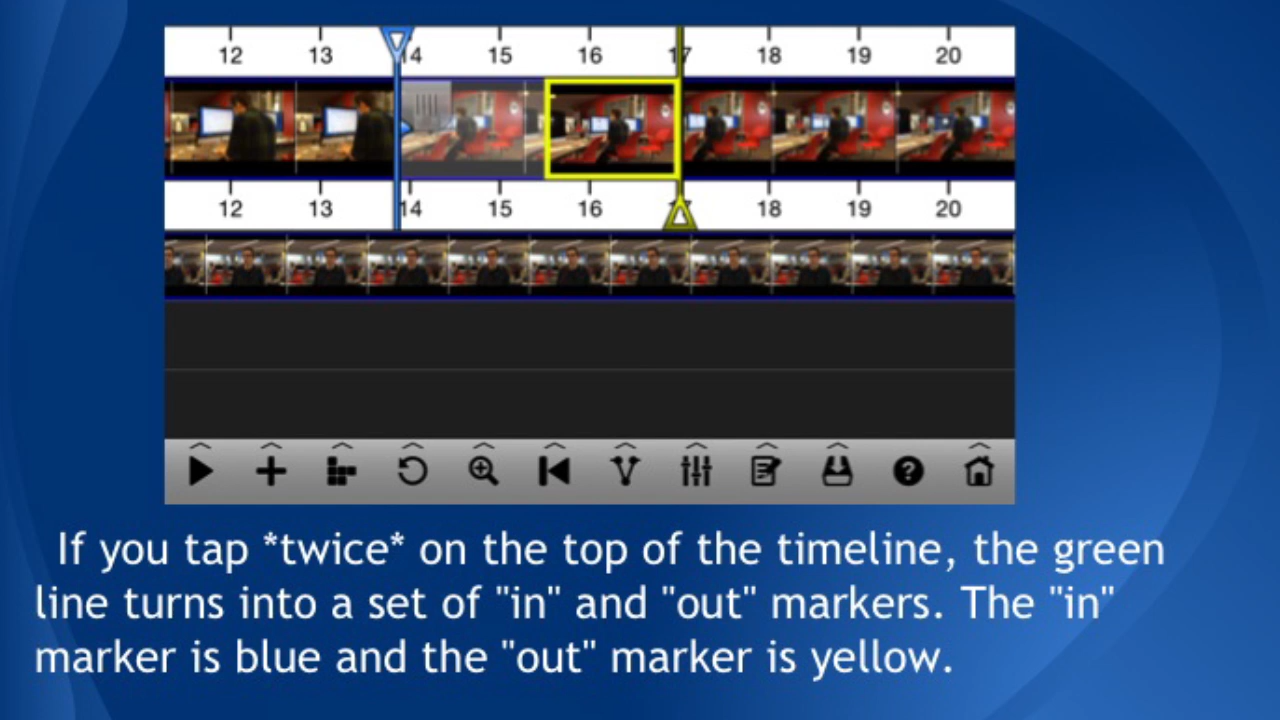 12 13 14 15 16 17 18 19 20
12 13 14 15 16 17 18 19 20
If you tap *twice* on the top of the timeline, the green
line turns into a set of "in" and "out" markers. The "in"
marker is blue and the "out" marker is yellow.